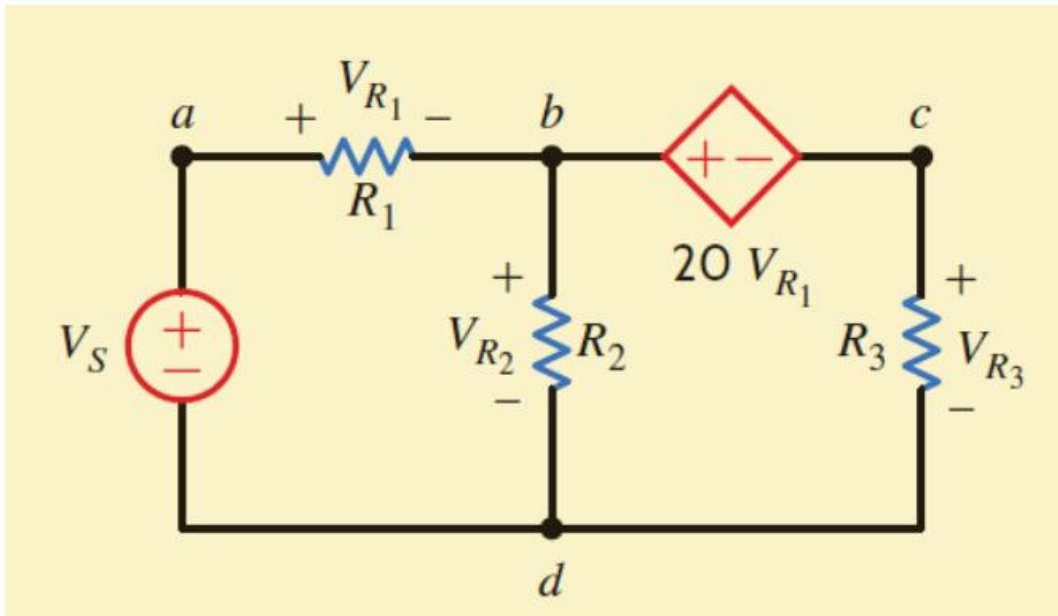 V_{R_1}
a + - b c
R_1 + -
20 V_{R_1}
+ +
V_S + - V_{R_2} R_2 R_3 V_{R_3}
- -
d